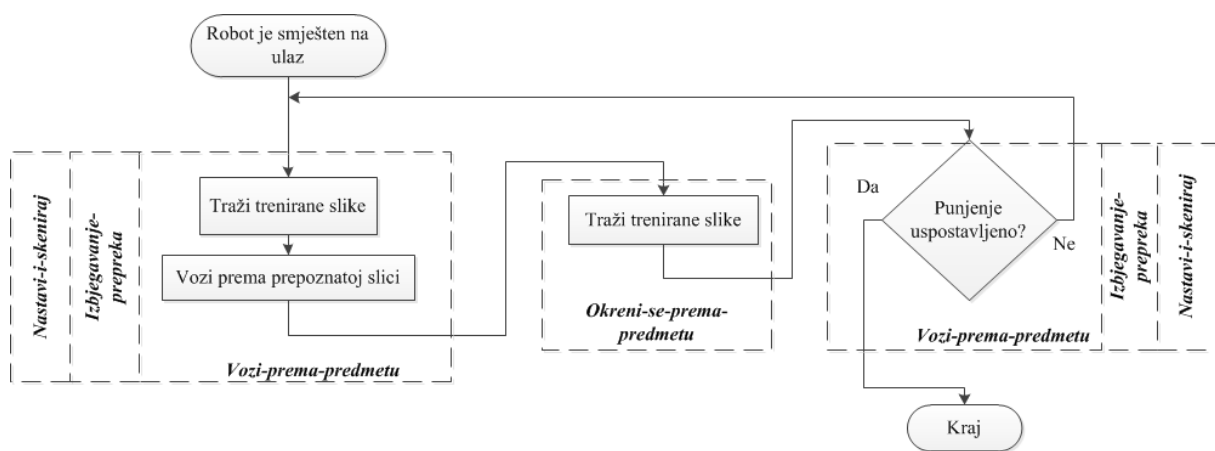 Robot je smješten na
ulaz
Nastavi-i-skeniraj
Izbjegavanje-
prepreka
Traži trenirane slike
Vozi prema prepoznatoj slici
Vozi-prema-predmetu
Traži trenirane slike
Okreni-se-prema-
predmetu
Da
Punjenje
uspostavljeno?
Ne
Vozi-prema-predmetu
Izbjegavanje-
prepreka
Nastavi-i-skeniraj
Kraj